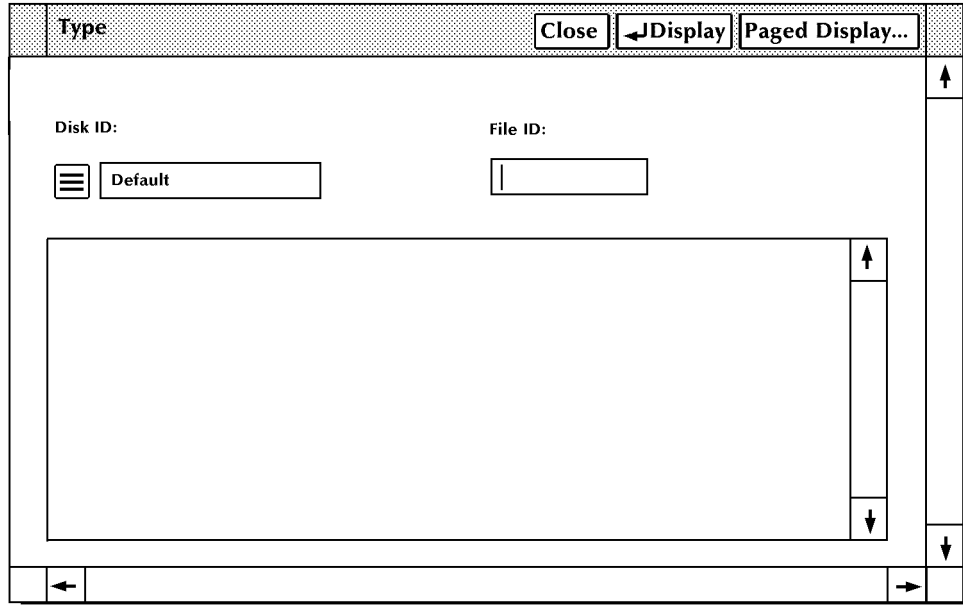 Type
Close
Display
Paged Display...
Disk ID:
File ID:
Default